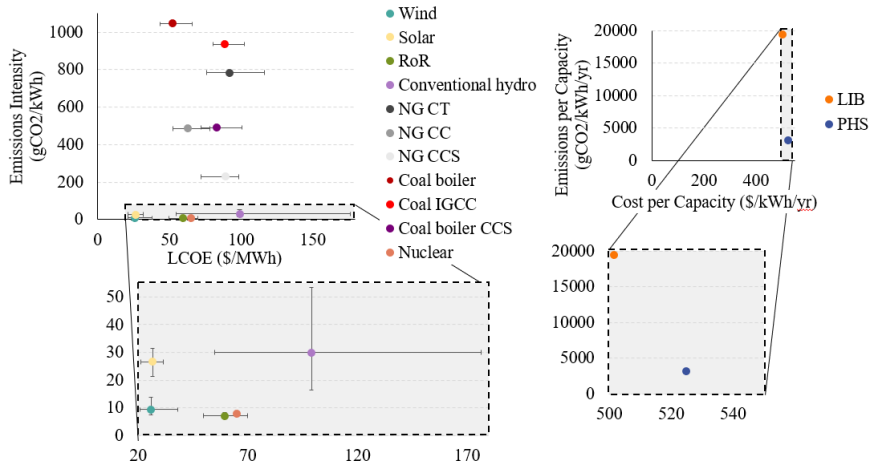 Emissions Intensity
(gCO2/kWh)
1000
800
600
400
200
0
0
50
100
150
LCOE ($/MWh)
Wind
Solar
RoR
Conventional hydro
NG CT
NG CC
NG CCS
Coal boiler
Coal IGCC
Coal boiler CCS
Nuclear
50
40
30
20
10
0
20
70
120
170
Emissions per Capacity
(gCO2/kWh/yr)
20000
15000
10000
5000
0
0
200
400
Cost per Capacity ($/kWh/yr)
LIB
PHS
20000
15000
10000
5000
0
500
520
540